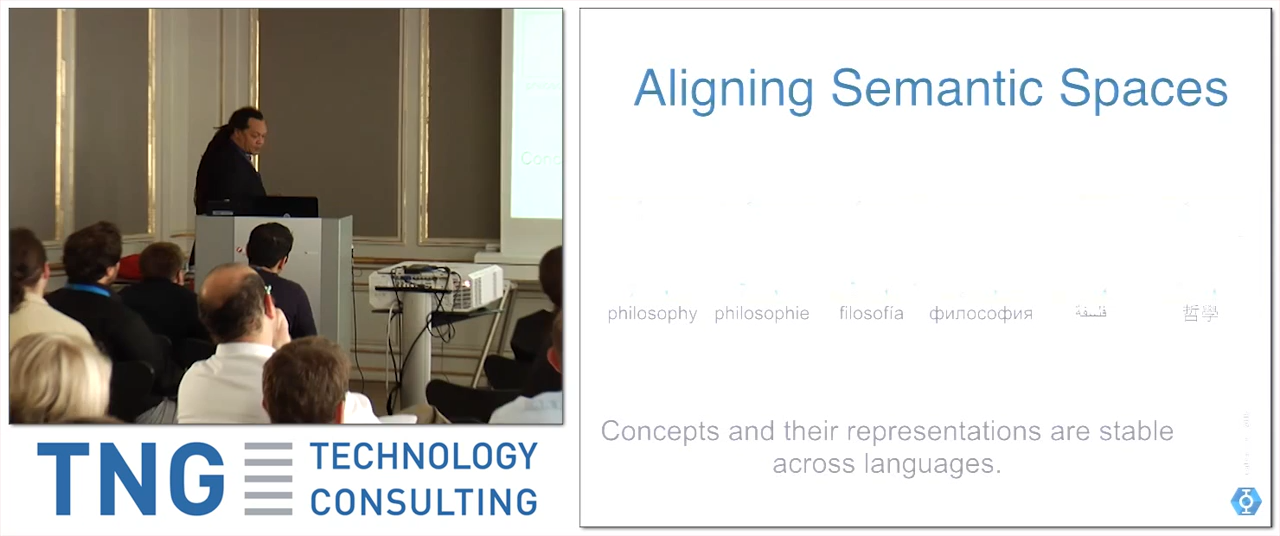 Aligning Semantic Spaces
philosophy philosophie filosofía философия فلسفة 哲學
Concepts and their representations are stable
across languages.
TNG TECHNOLOGY
CONSULTING